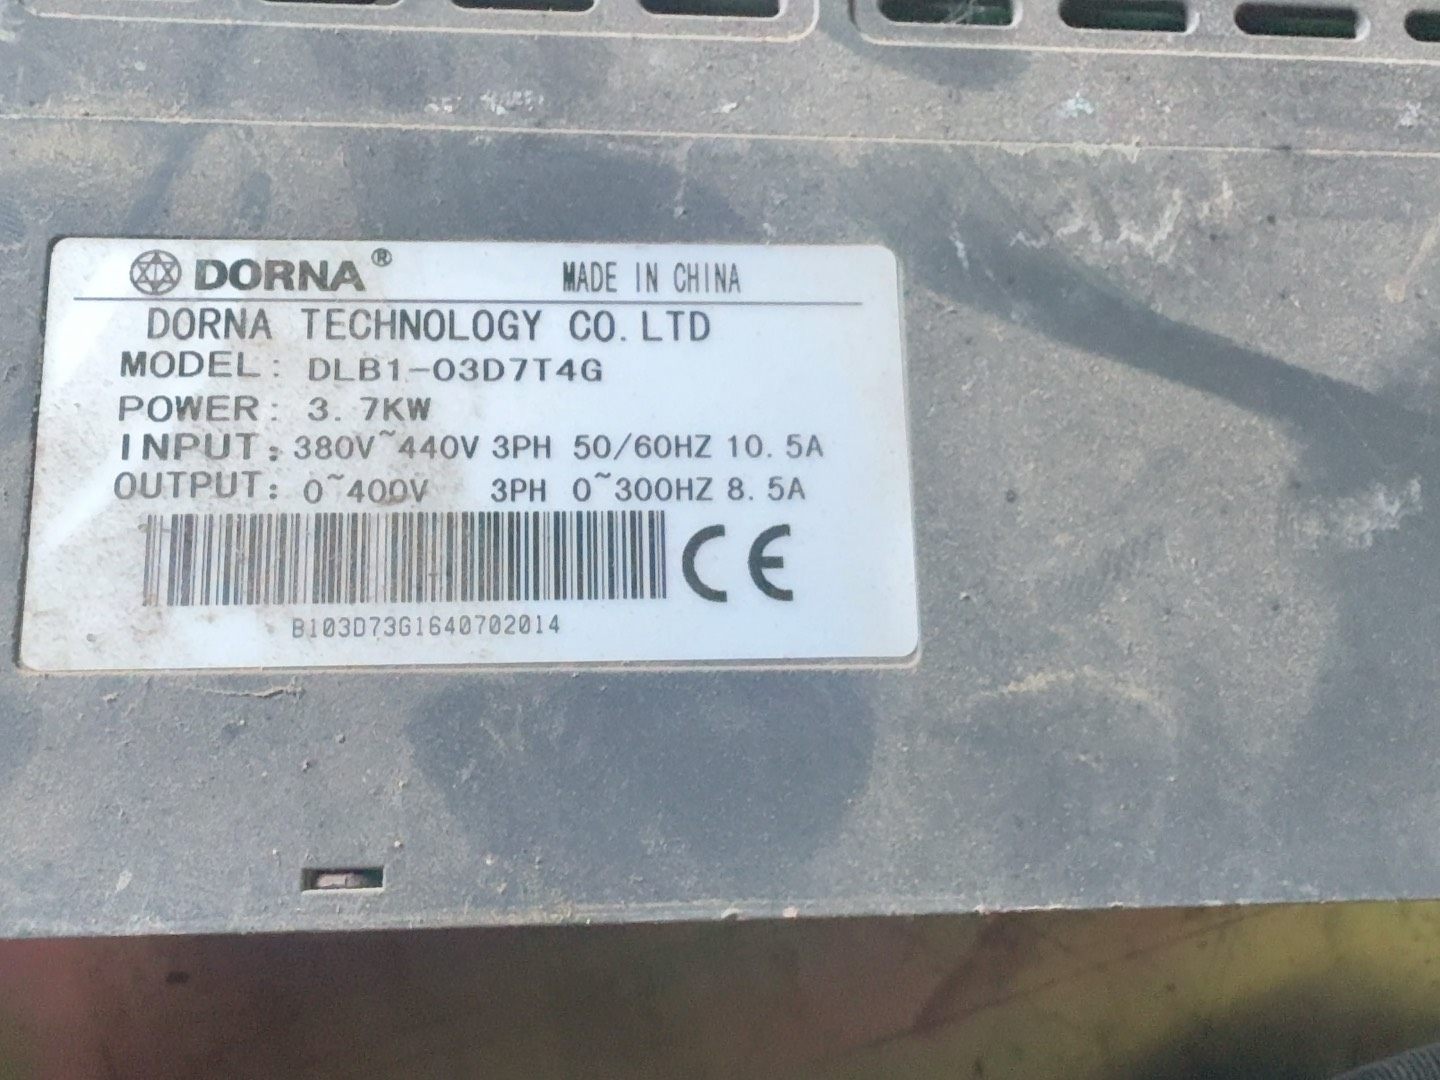 DORNA® MADE IN CHINA
DORNA TECHNOLOGY CO. LTD
MODEL: DLB1-03D7T4G
POWER: 3. 7KW
INPUT: 380V~440V 3PH 50/60HZ 10. 5A
OUTPUT: 0~400V 3PH 0~300HZ 8. 5A
CE
B103D73G1640702014